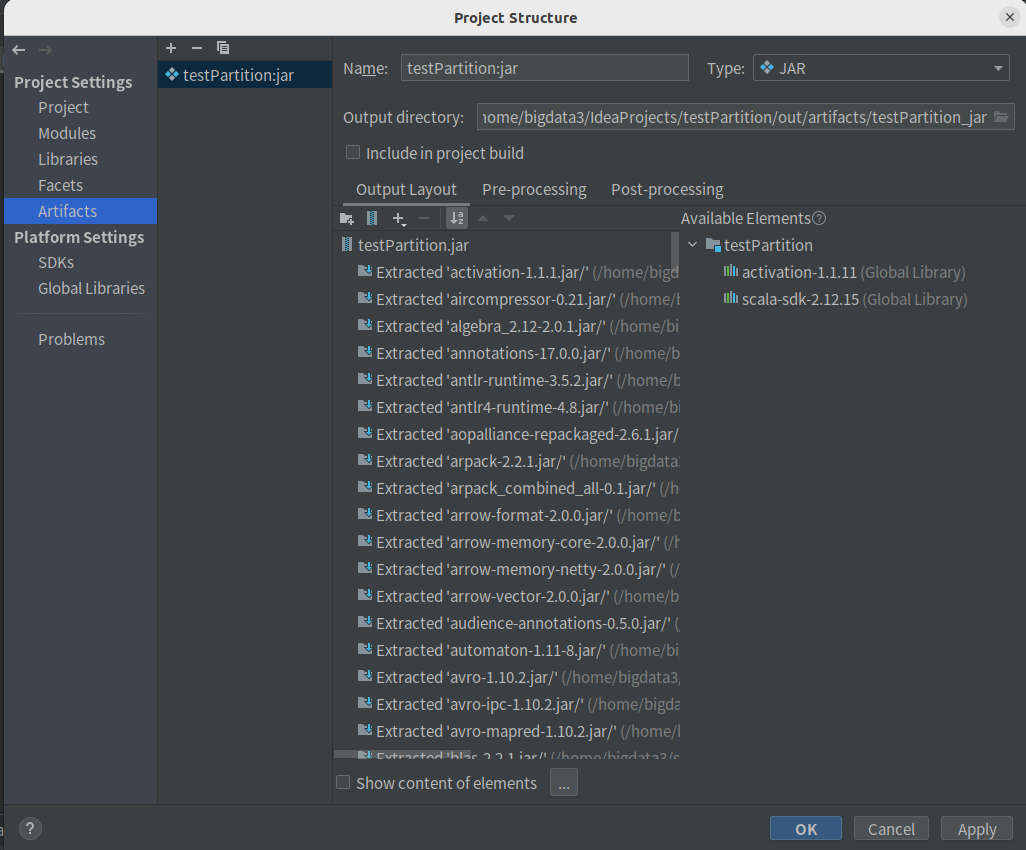 Project Structure
Project Settings
Project
Modules
Libraries
Facets
Artifacts
Platform Settings
SDKs
Global Libraries
Problems
testPartition:jar
Name: testPartition:jar Type: JAR
Output directory: home/bigdata3/IdeaProjects/testPartition/out/artifacts/testPartition_jar
Include in project build
Output Layout Pre-processing Post-processing
Available Elements
testPartition.jar
Extracted 'activation-1.1.1.jar/' (/home/bigd
Extracted 'aircompressor-0.21.jar/' (/home/b
Extracted 'algebra_2.12-2.0.1.jar/' (/home/bi
Extracted 'annotations-17.0.0.jar/' (/home/b
Extracted 'antlr-runtime-3.5.2.jar/' (/home/b
Extracted 'antlr4-runtime-4.8.jar/' (/home/bi
Extracted 'aopalliance-repackaged-2.6.1.jar/
Extracted 'arpack-2.2.1.jar/' (/home/bigdata3
Extracted 'arpack_combined_all-0.1.jar/' (/h
Extracted 'arrow-format-2.0.0.jar/' (/home/b
Extracted 'arrow-memory-core-2.0.0.jar/' (/h
Extracted 'arrow-memory-netty-2.0.0.jar/' (/
Extracted 'arrow-vector-2.0.0.jar/' (/home/b
Extracted 'audience-annotations-0.5.0.jar/' (
Extracted 'automaton-1.11-8.jar/' (/home/bi
Extracted 'avro-1.10.2.jar/' (/home/bigdata3/
Extracted 'avro-ipc-1.10.2.jar/' (/home/bigda
Extracted 'avro-mapred-1.10.2.jar/' (/home/b
Extracted 'blas-2.2.1.jar/' (/home/bigdata3/s
testPartition
activation-1.1.11 (Global Library)
scala-sdk-2.12.15 (Global Library)
Show content of elements ...
? OK Cancel Apply